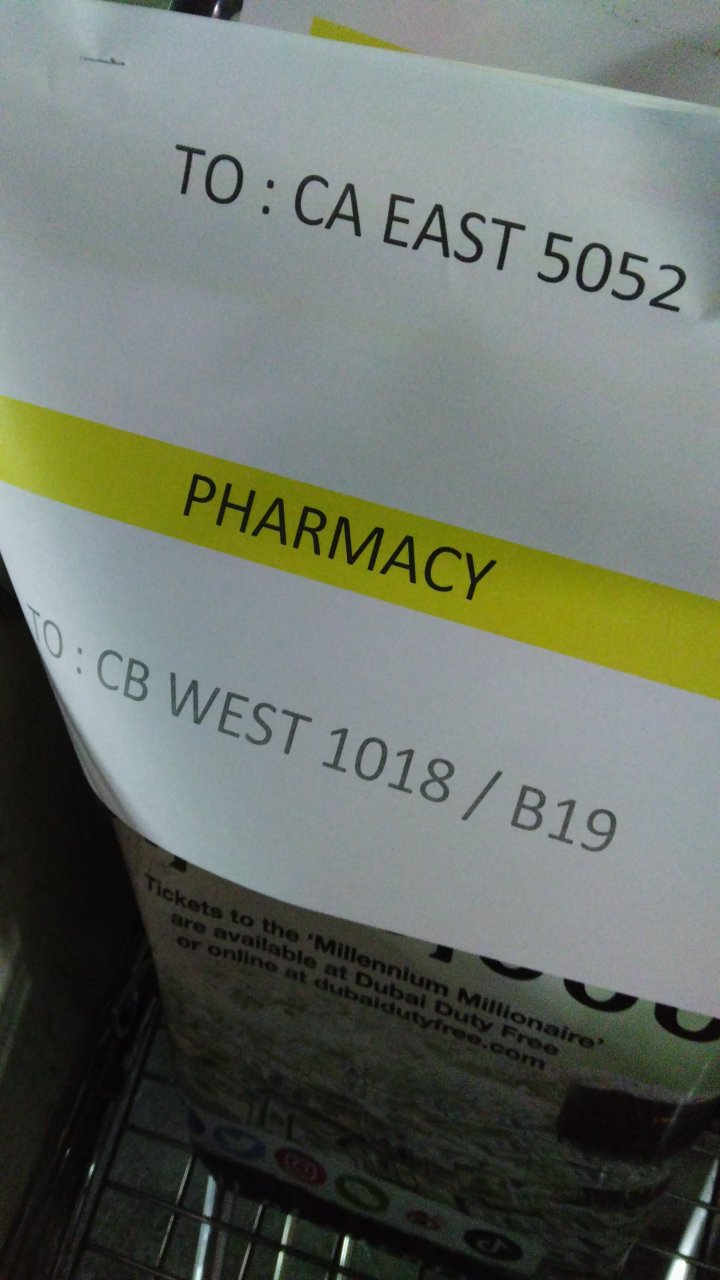 TO : CA EAST 5052
PHARMACY
TO : CB WEST 1018 / B19
Tickets to the 'Millennium Millionaire'
are available at Dubai Duty Free
or online at dubaidutyfree.com